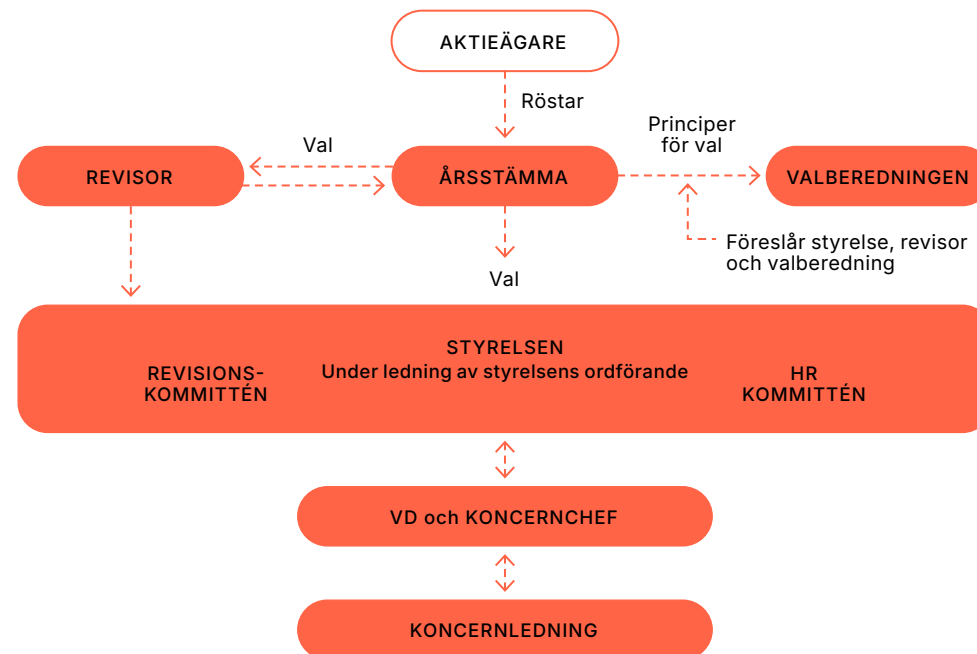 AKTIEÄGARE
Röstar
Principer
för val
Val
REVISOR
ÅRSSTÄMMA
VALBEREDNINGEN
Föreslår styrelse, revisor
och valberedning
Val
STYRELSEN
Under ledning av styrelsens ordförande
REVISIONS-
KOMMITTÉN
HR
KOMMITTÉN
VD och KONCERNCHEF
KONCERNLEDNING